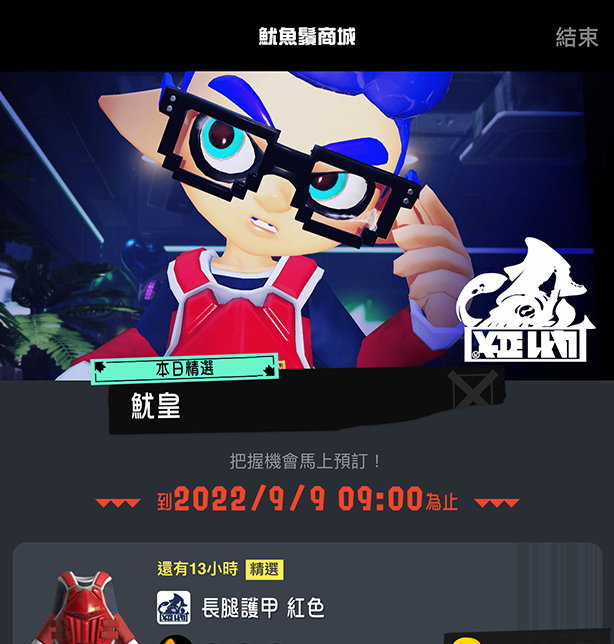 魷魚鬚商城
結束
本日精選
魷皇
把握機會馬上預訂！
到2022/9/9 09:00為止
還有13小時 精選
長腿護甲 紅色